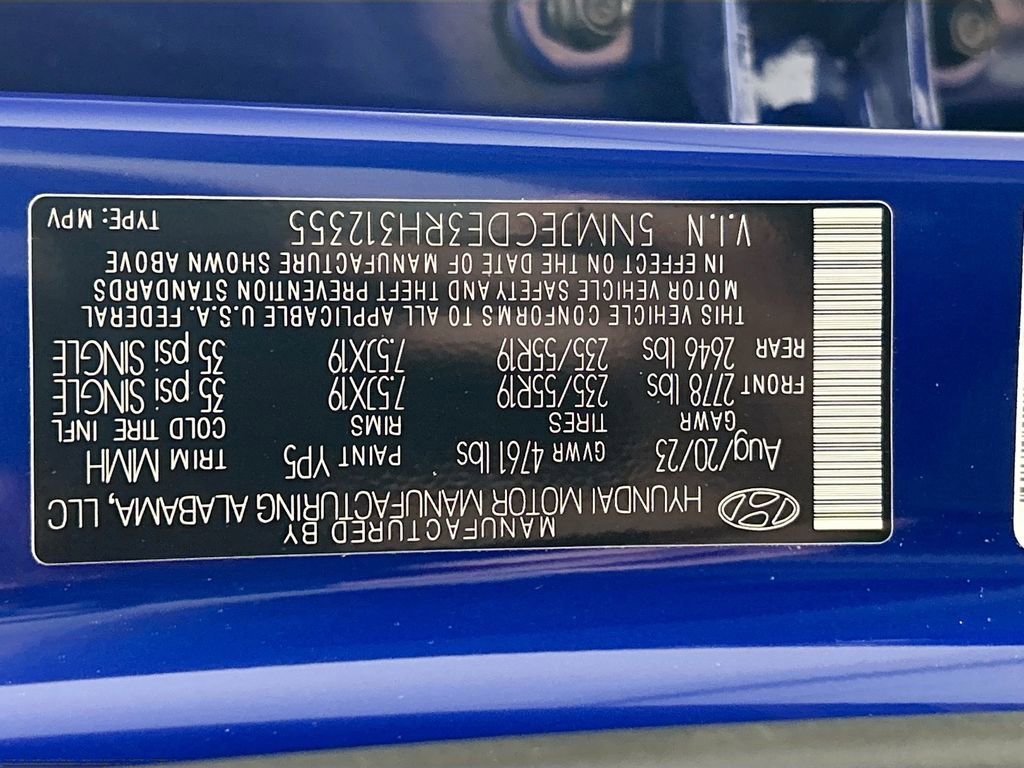 MANUFACTURED BY
HYUNDAI MOTOR MANUFACTURING ALABAMA, LLC
Aug/20/23 GVWR 4761 lbs PAINT YP5 TRIM MMH
GAWR TIRES RIMS COLD TIRE INFL
FRONT 2778 lbs 235/55R19 7.5JX19 35 psi SINGLE
REAR 2646 lbs 235/55R19 7.5JX19 35 psi SINGLE
THIS VEHICLE CONFORMS TO ALL APPLICABLE U.S.A. FEDERAL
MOTOR VEHICLE SAFETY AND THEFT PREVENTION STANDARDS
IN EFFECT ON THE DATE OF MANUFACTURE SHOWN ABOVE
V.I.N 5NMJECDE3RH312355 TYPE: MPV